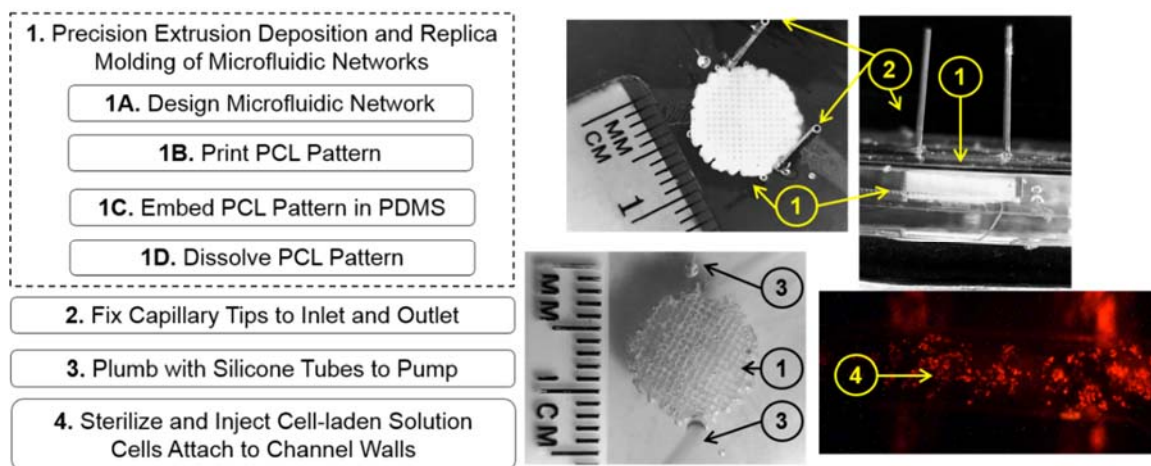 1. Precision Extrusion Deposition and Replica
Molding of Microfluidic Networks
1A. Design Microfluidic Network
1B. Print PCL Pattern
1C. Embed PCL Pattern in PDMS
1D. Dissolve PCL Pattern
2. Fix Capillary Tips to Inlet and Outlet
3. Plumb with Silicone Tubes to Pump
4. Sterilize and Inject Cell-laden Solution
Cells Attach to Channel Walls
2
1
MM
CM
1
1
3
MM
1
CM
1
3
4